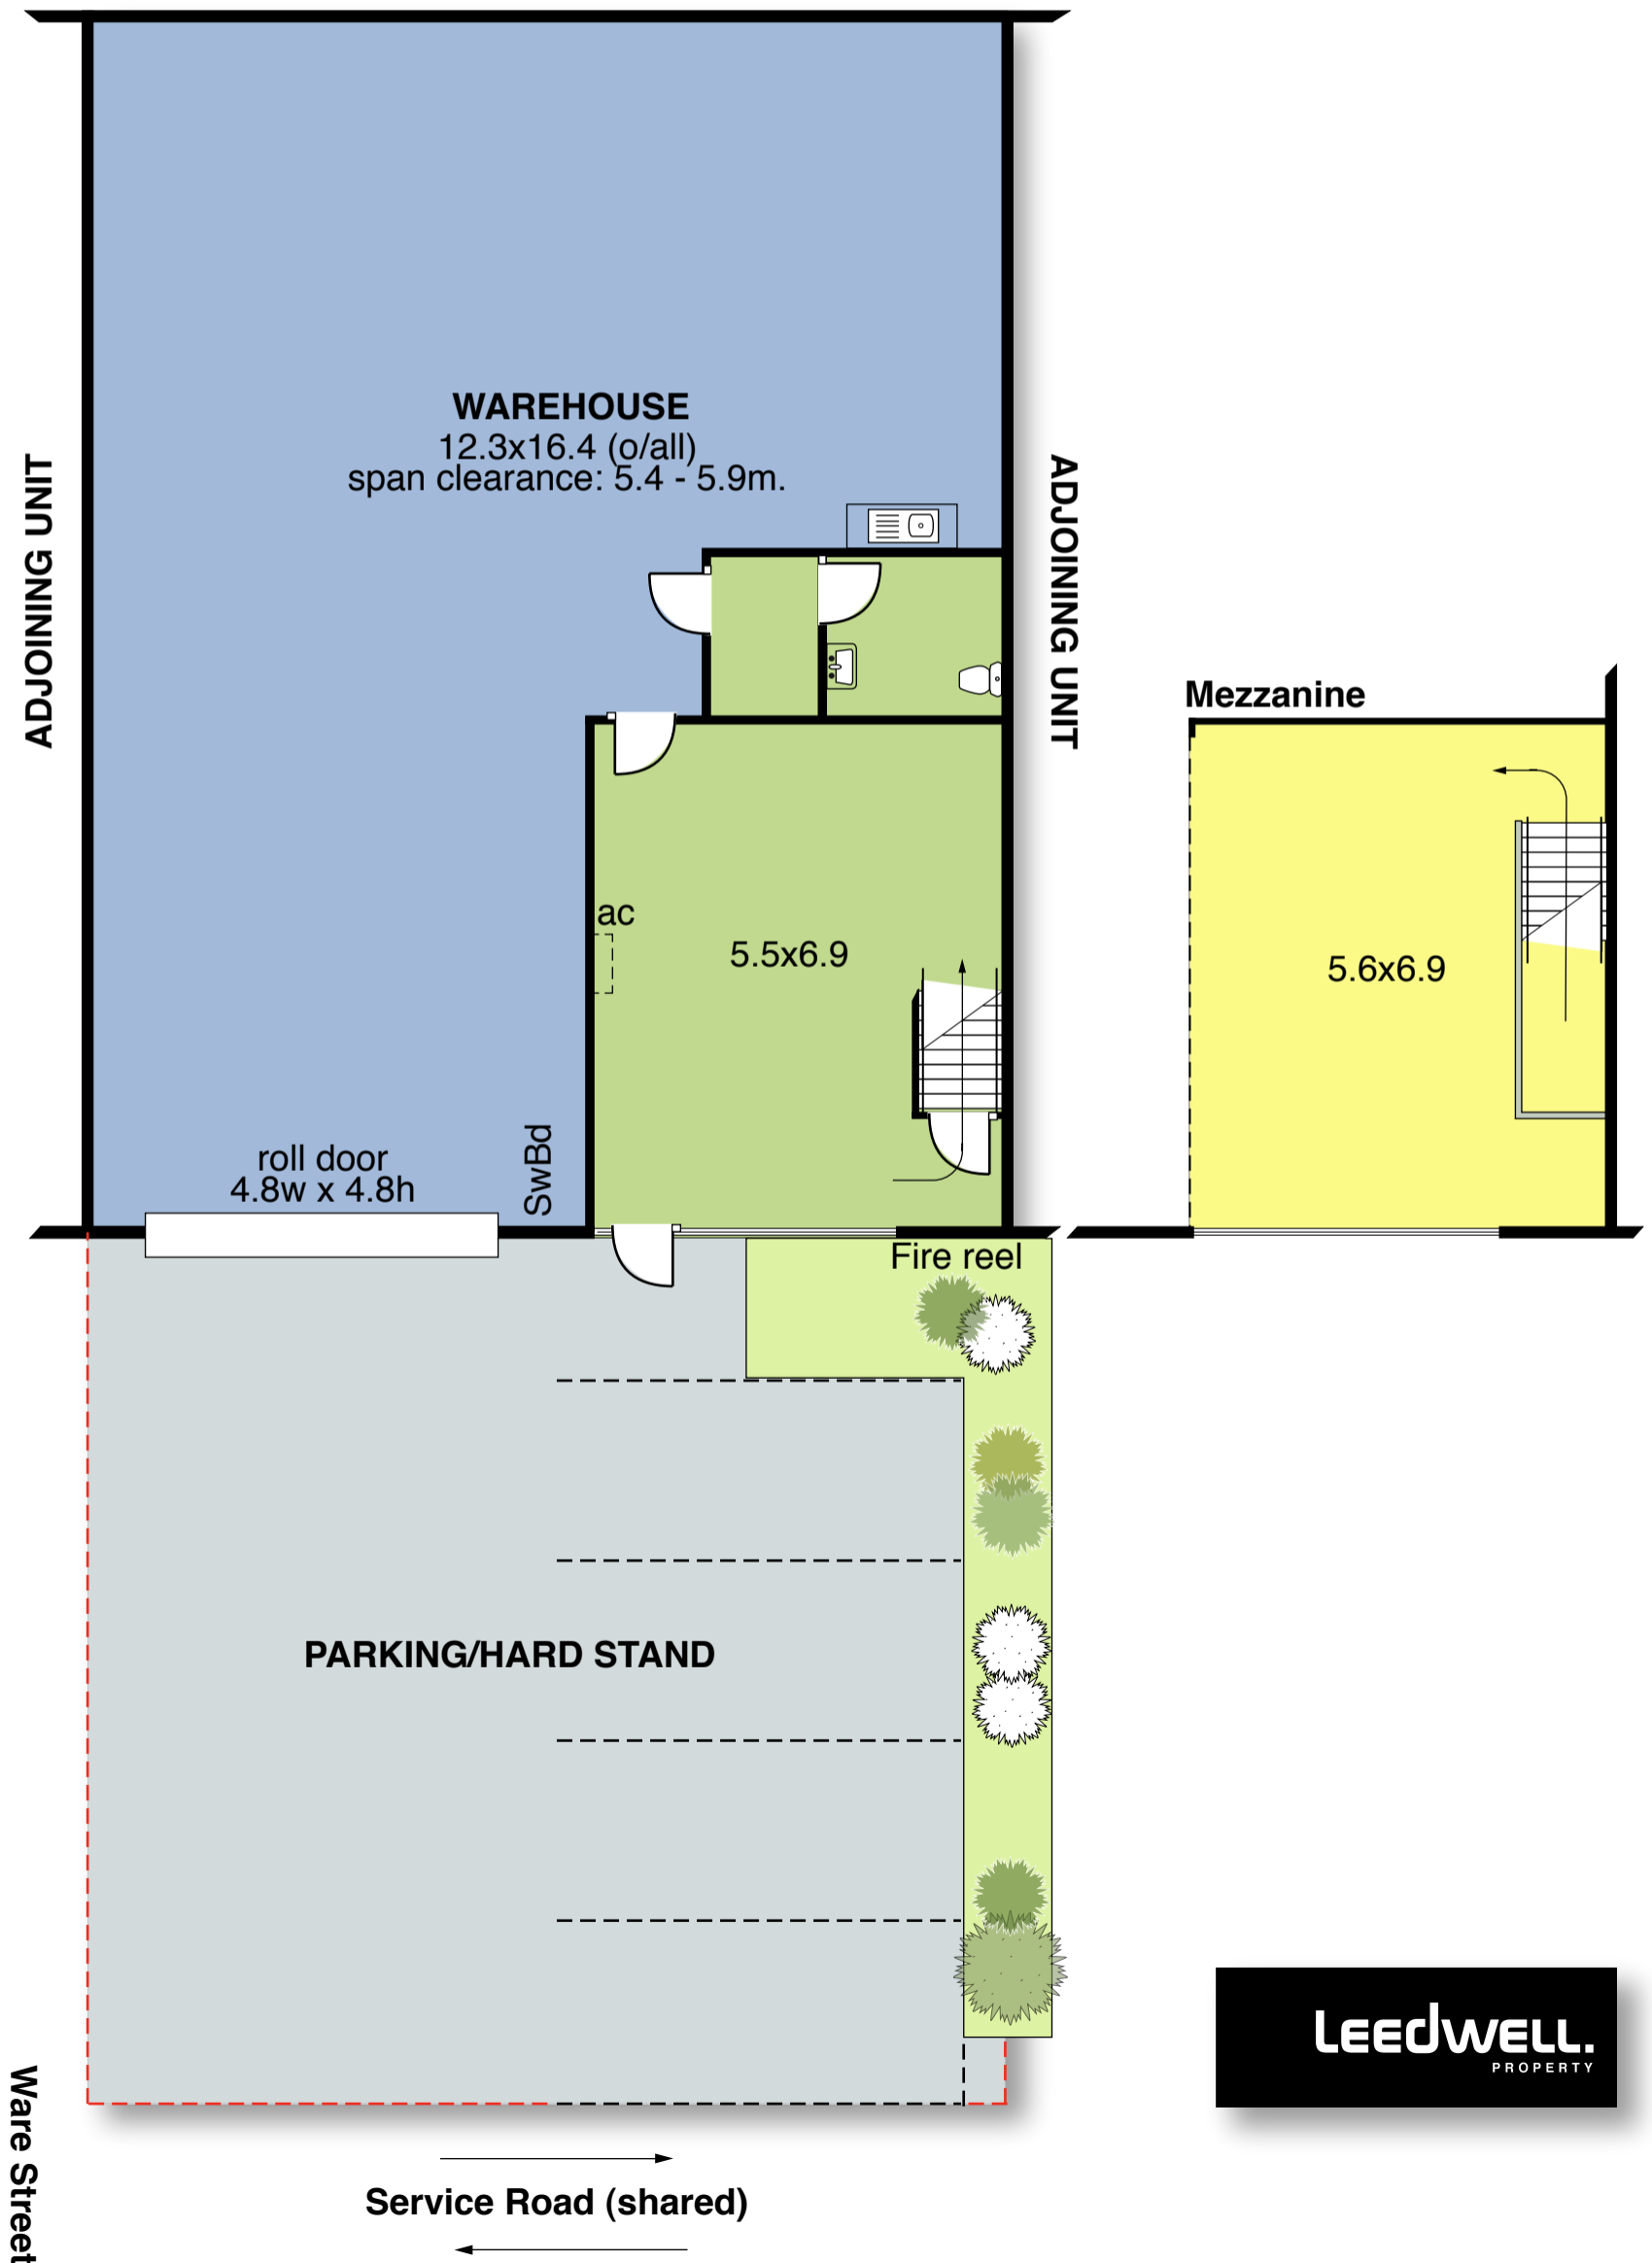 WAREHOUSE
12.3x16.4 (o/all)
span clearance: 5.4 - 5.9m.
ADJOINING UNIT
ADJOINING UNIT
Mezzanine
ac
5.5x6.9
5.6x6.9
SwBd
roll door
4.8w x 4.8h
Fire reel
PARKING/HARD STAND
LEEDWELL.
PROPERTY
Ware Street
Service Road (shared)